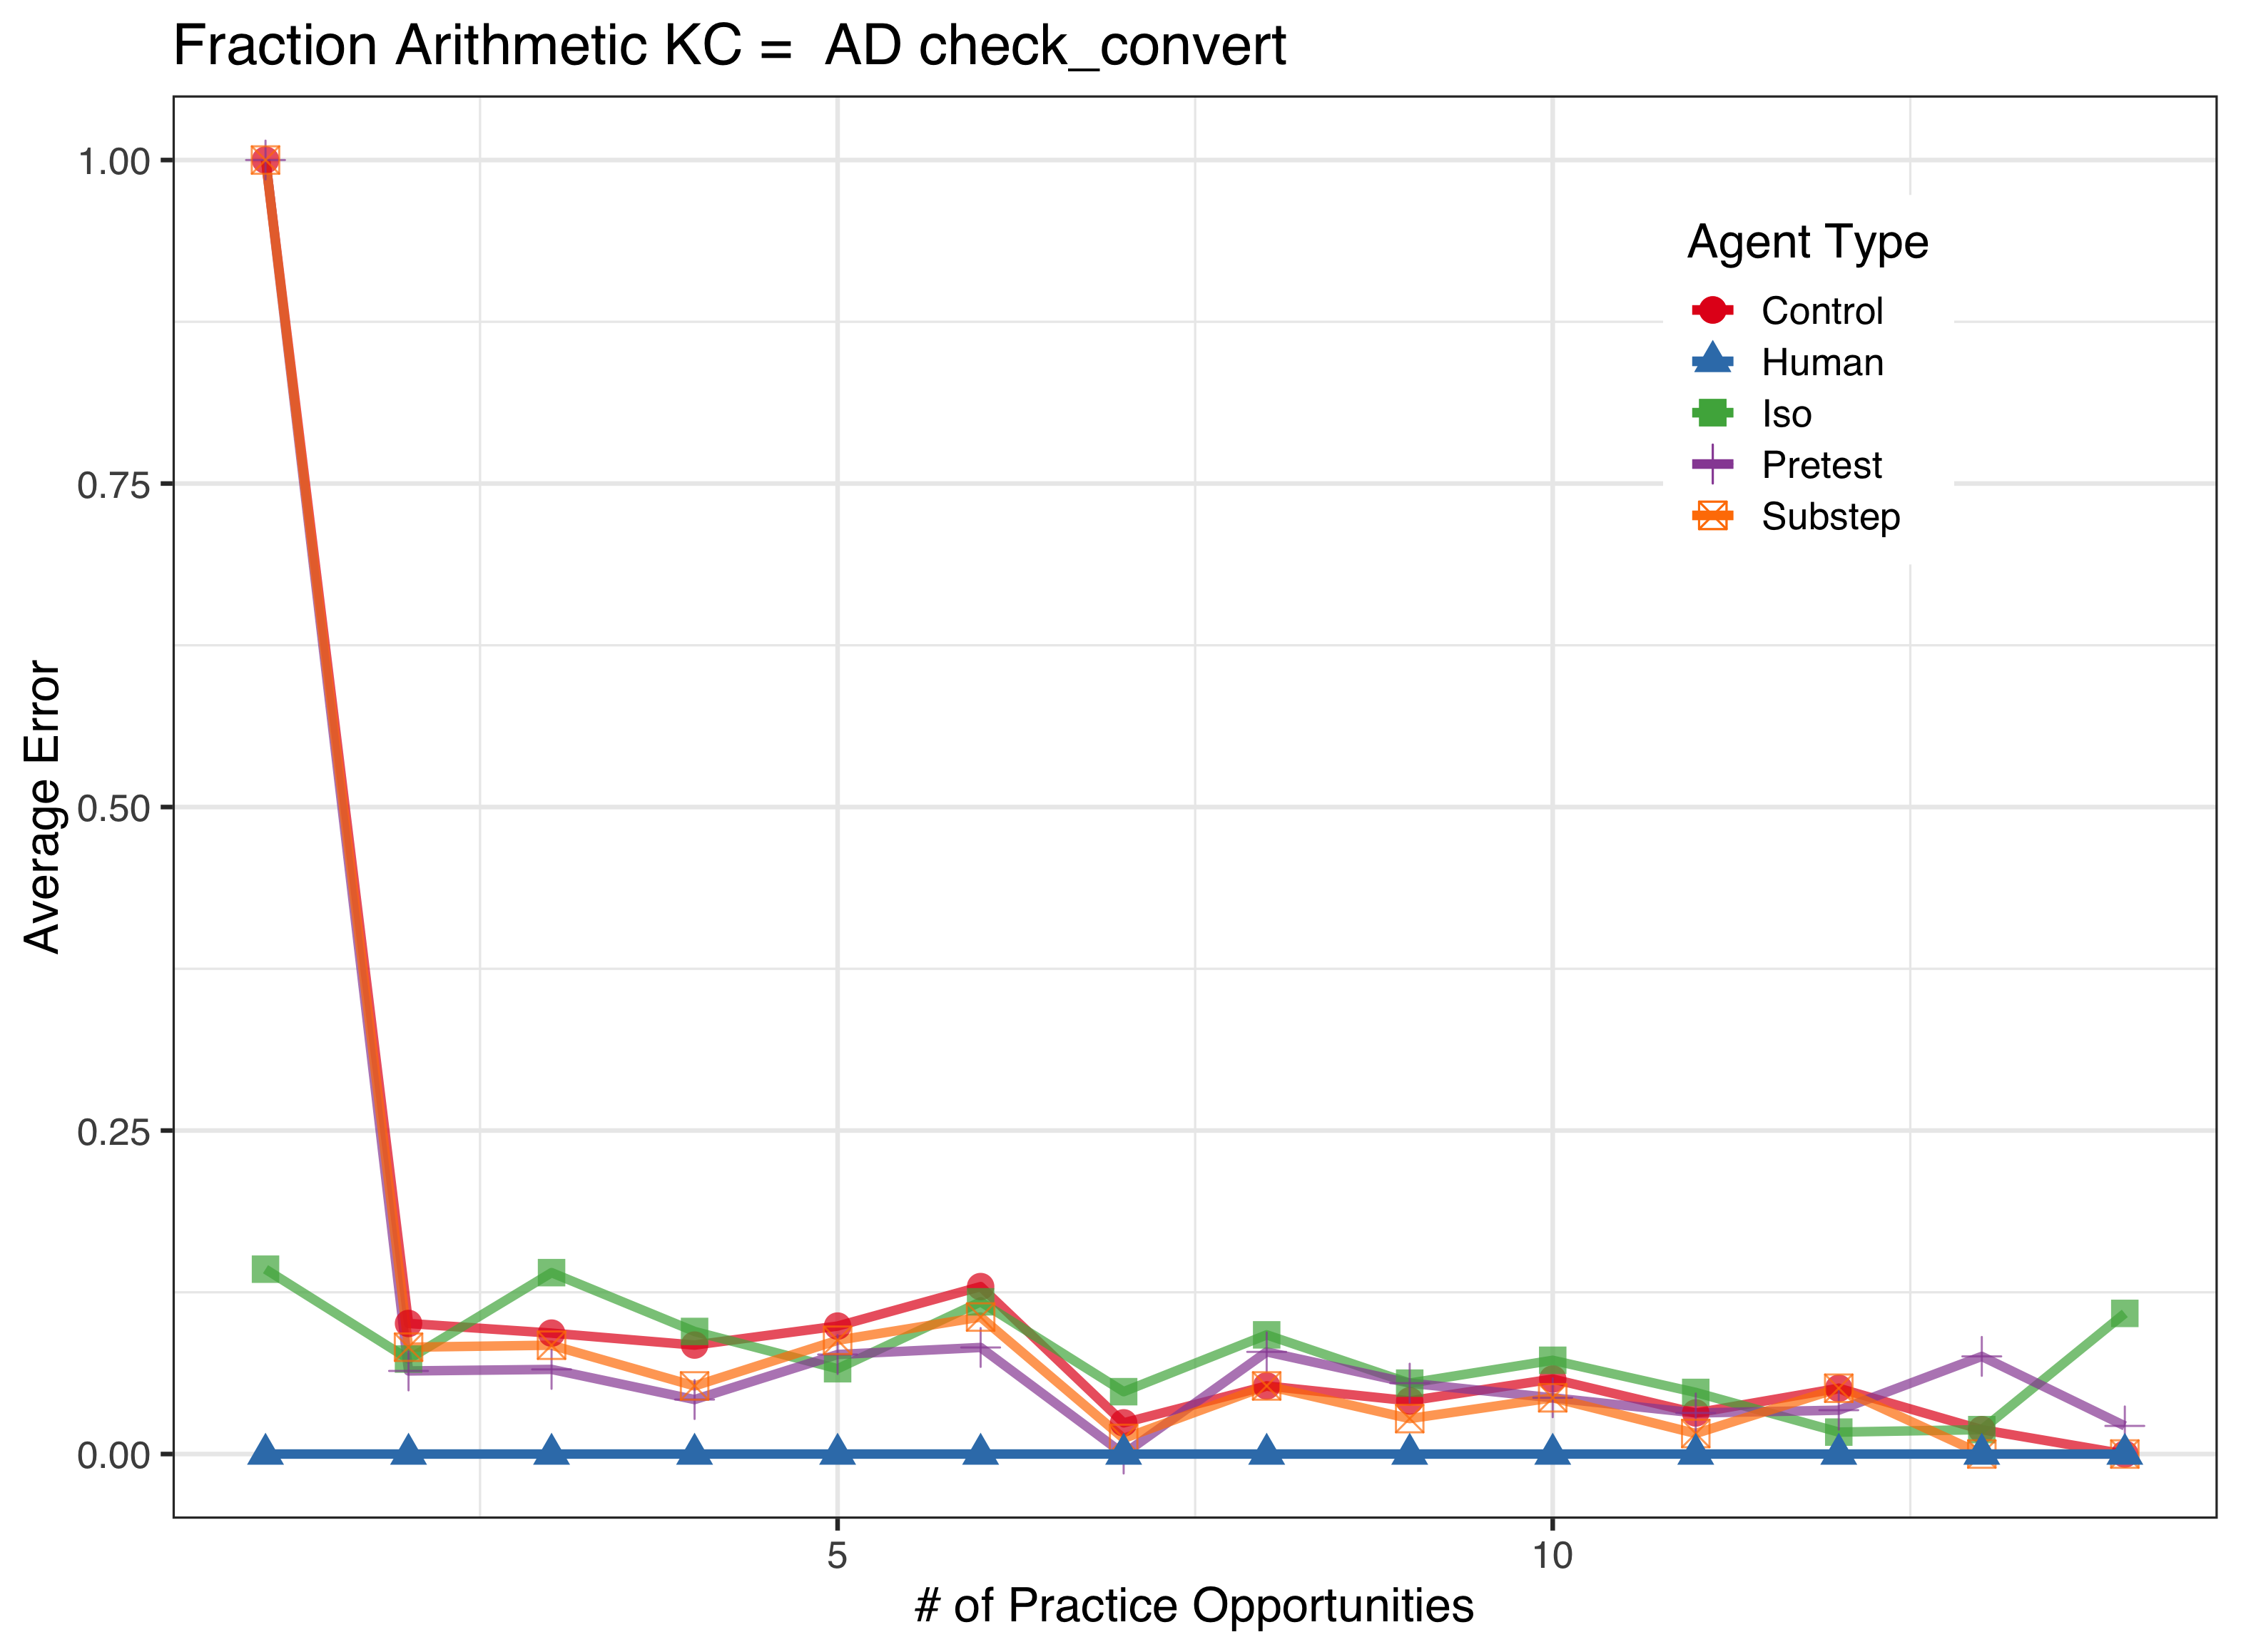 Fraction Arithmetic KC =  AD check_convert
1.00
0.75
0.50
0.25
0.00
Average Error
Agent Type
Control
Human
Iso
Pretest
Substep
5
10
# of Practice Opportunities